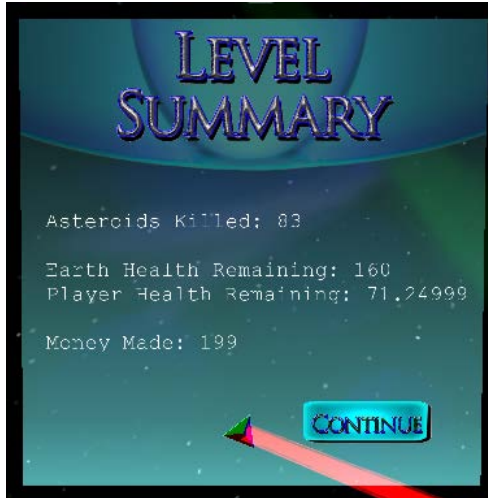 LEVEL
SUMMARY
Asteroids Killed: 83
Earth Health Remaining: 160
Player Health Remaining: 71.24999
Money Made: 199
CONTINUE